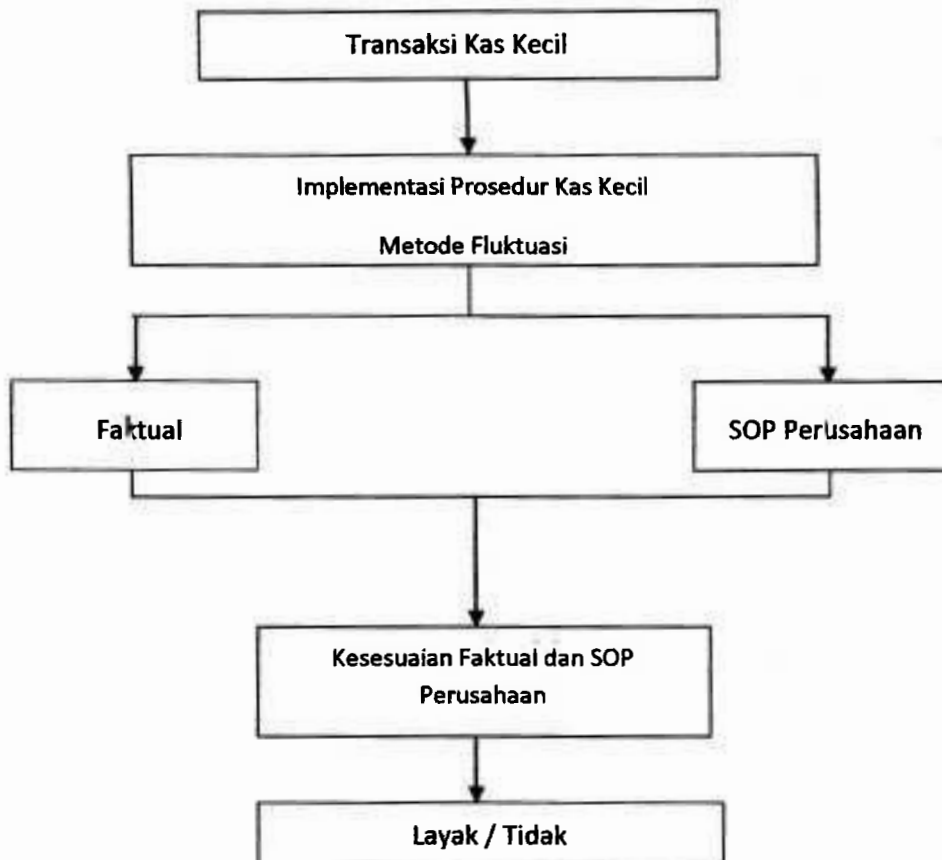 Transaksi Kas Kecil
Implementasi Prosedur Kas Kecil
Metode Fluktuasi
Faktual
SOP Perusahaan
Kesesuaian Faktual dan SOP
Perusahaan
Layak / Tidak